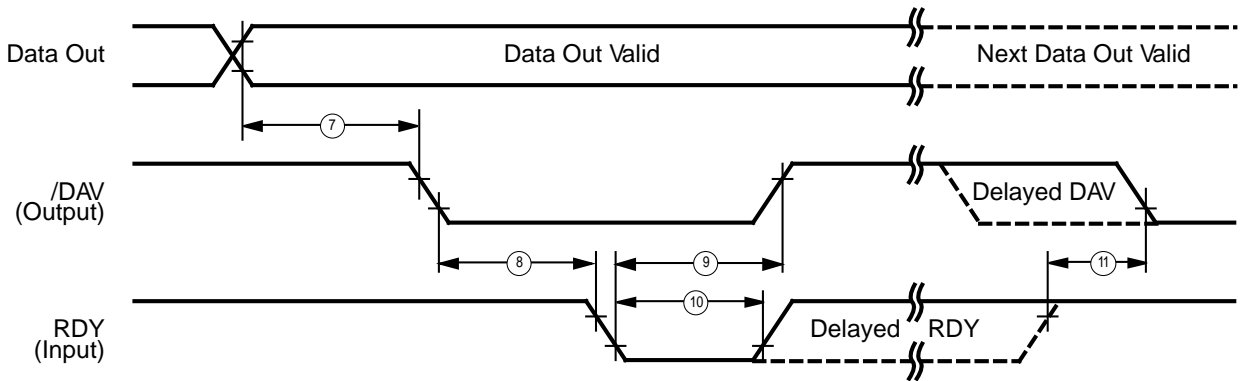 Data Out
Data Out Valid
Next Data Out Valid
7
/DAV
(Output)
Delayed DAV
8
9
11
10
RDY
(Input)
Delayed RDY